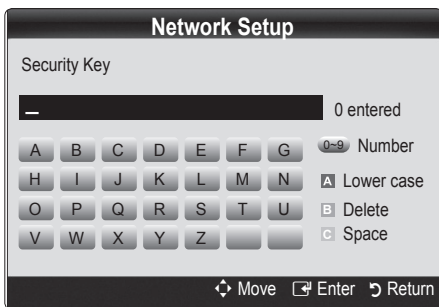 Network Setup
Security Key
_ 0 entered
A B C D E F G 0~9 Number
H I J K L M N A Lower case
O P Q R S T U B Delete
V W X Y Z C Space
Move Enter Return